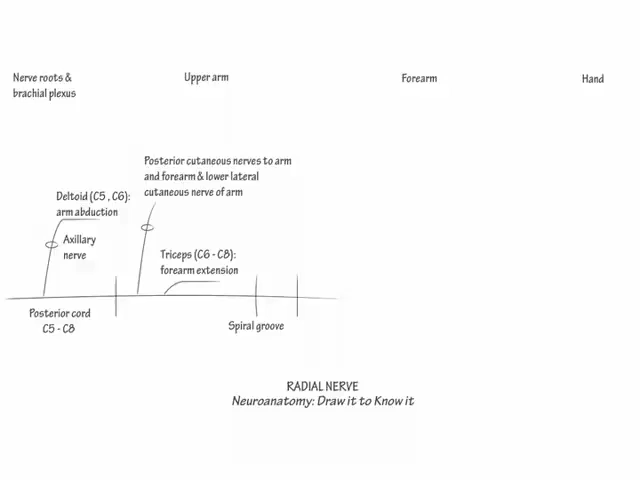 Nerve roots &
brachial plexus
Upper arm
Forearm
Hand
Posterior cutaneous nerves to arm
and forearm & lower lateral
cutaneous nerve of arm
Deltoid (C5 , C6):
arm abduction
Axillary
nerve
Triceps (C6 - C8):
forearm extension
Posterior cord
C5 - C8
Spiral groove
RADIAL NERVE
Neuroanatomy: Draw it to Know it